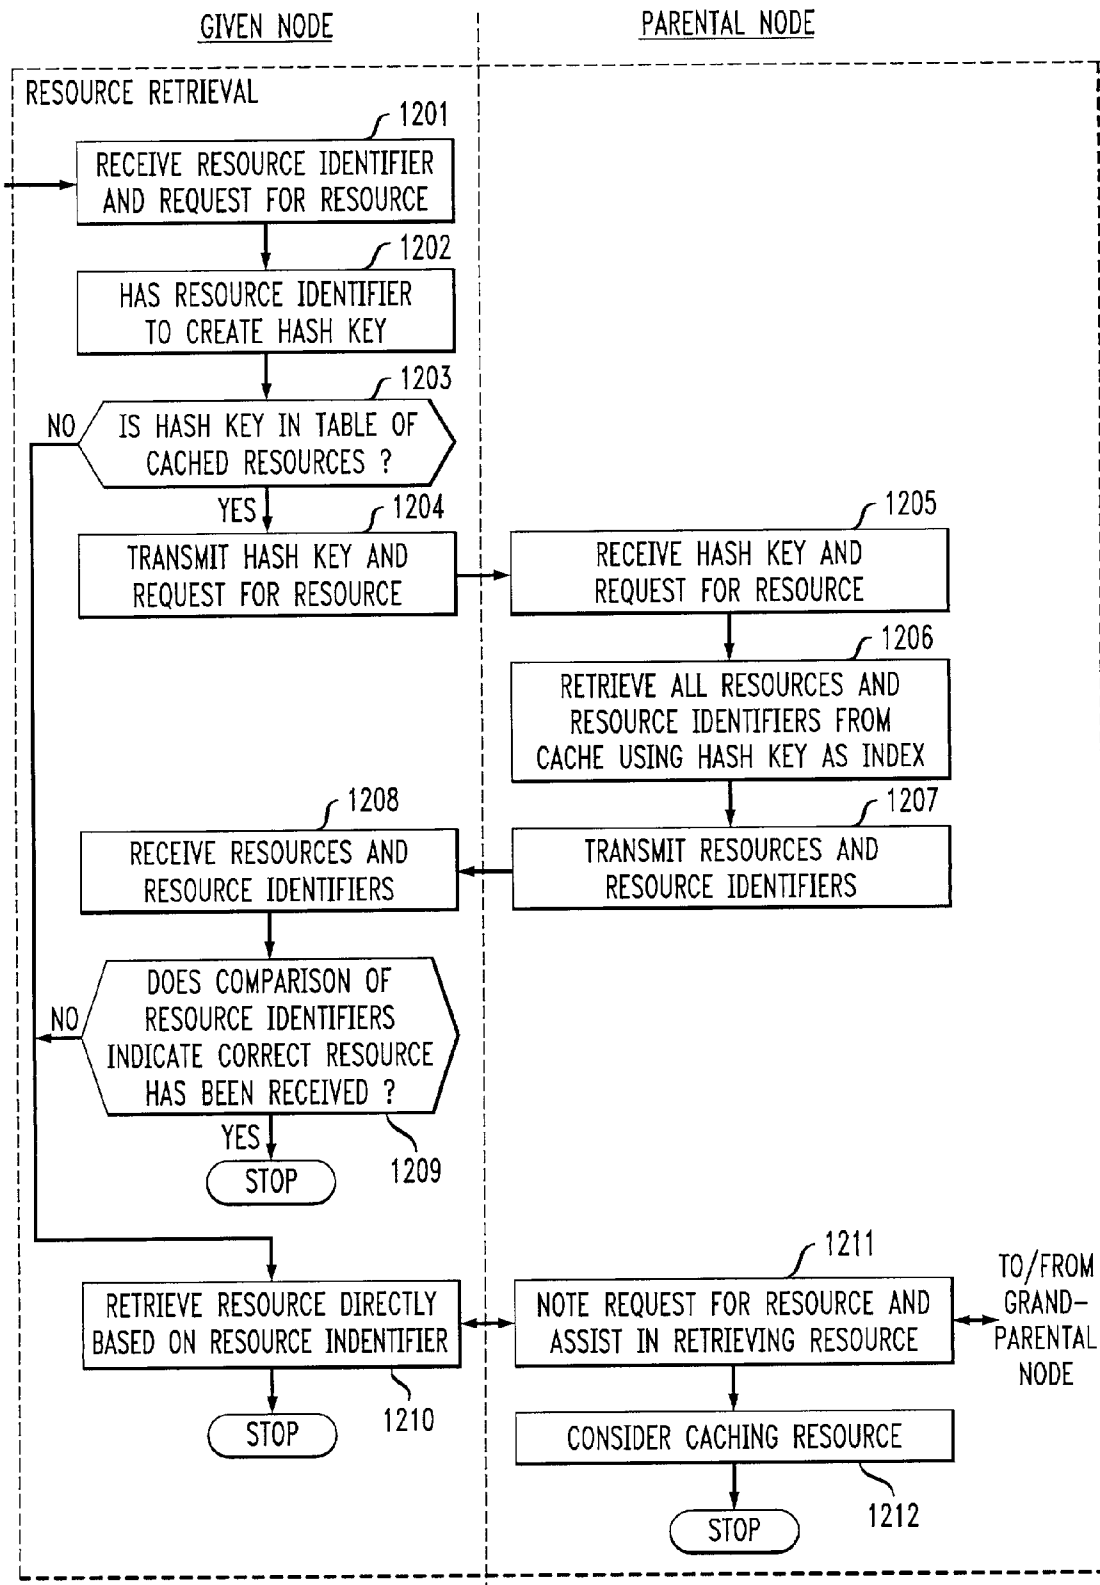 GIVEN NODE
PARENTAL NODE
RESOURCE RETRIEVAL
1201
RECEIVE RESOURCE IDENTIFIER
AND REQUEST FOR RESOURCE
1202
HAS RESOURCE IDENTIFIER
TO CREATE HASH KEY
1203
NO
IS HASH KEY IN TABLE OF
CACHED RESOURCES ?
YES
1204
TRANSMIT HASH KEY AND
REQUEST FOR RESOURCE
1205
RECEIVE HASH KEY AND
REQUEST FOR RESOURCE
1206
RETRIEVE ALL RESOURCES AND
RESOURCE IDENTIFIERS FROM
CACHE USING HASH KEY AS INDEX
1207
TRANSMIT RESOURCES AND
RESOURCE IDENTIFIERS
1208
RECEIVE RESOURCES AND
RESOURCE IDENTIFIERS
NO
DOES COMPARISON OF
RESOURCE IDENTIFIERS
INDICATE CORRECT RESOURCE
HAS BEEN RECEIVED ?
YES
1209
STOP
RETRIEVE RESOURCE DIRECTLY
BASED ON RESOURCE INDENTIFIER
1210
STOP
1211
NOTE REQUEST FOR RESOURCE AND
ASSIST IN RETRIEVING RESOURCE
TO/FROM
GRAND-
PARENTAL
NODE
CONSIDER CACHING RESOURCE
1212
STOP